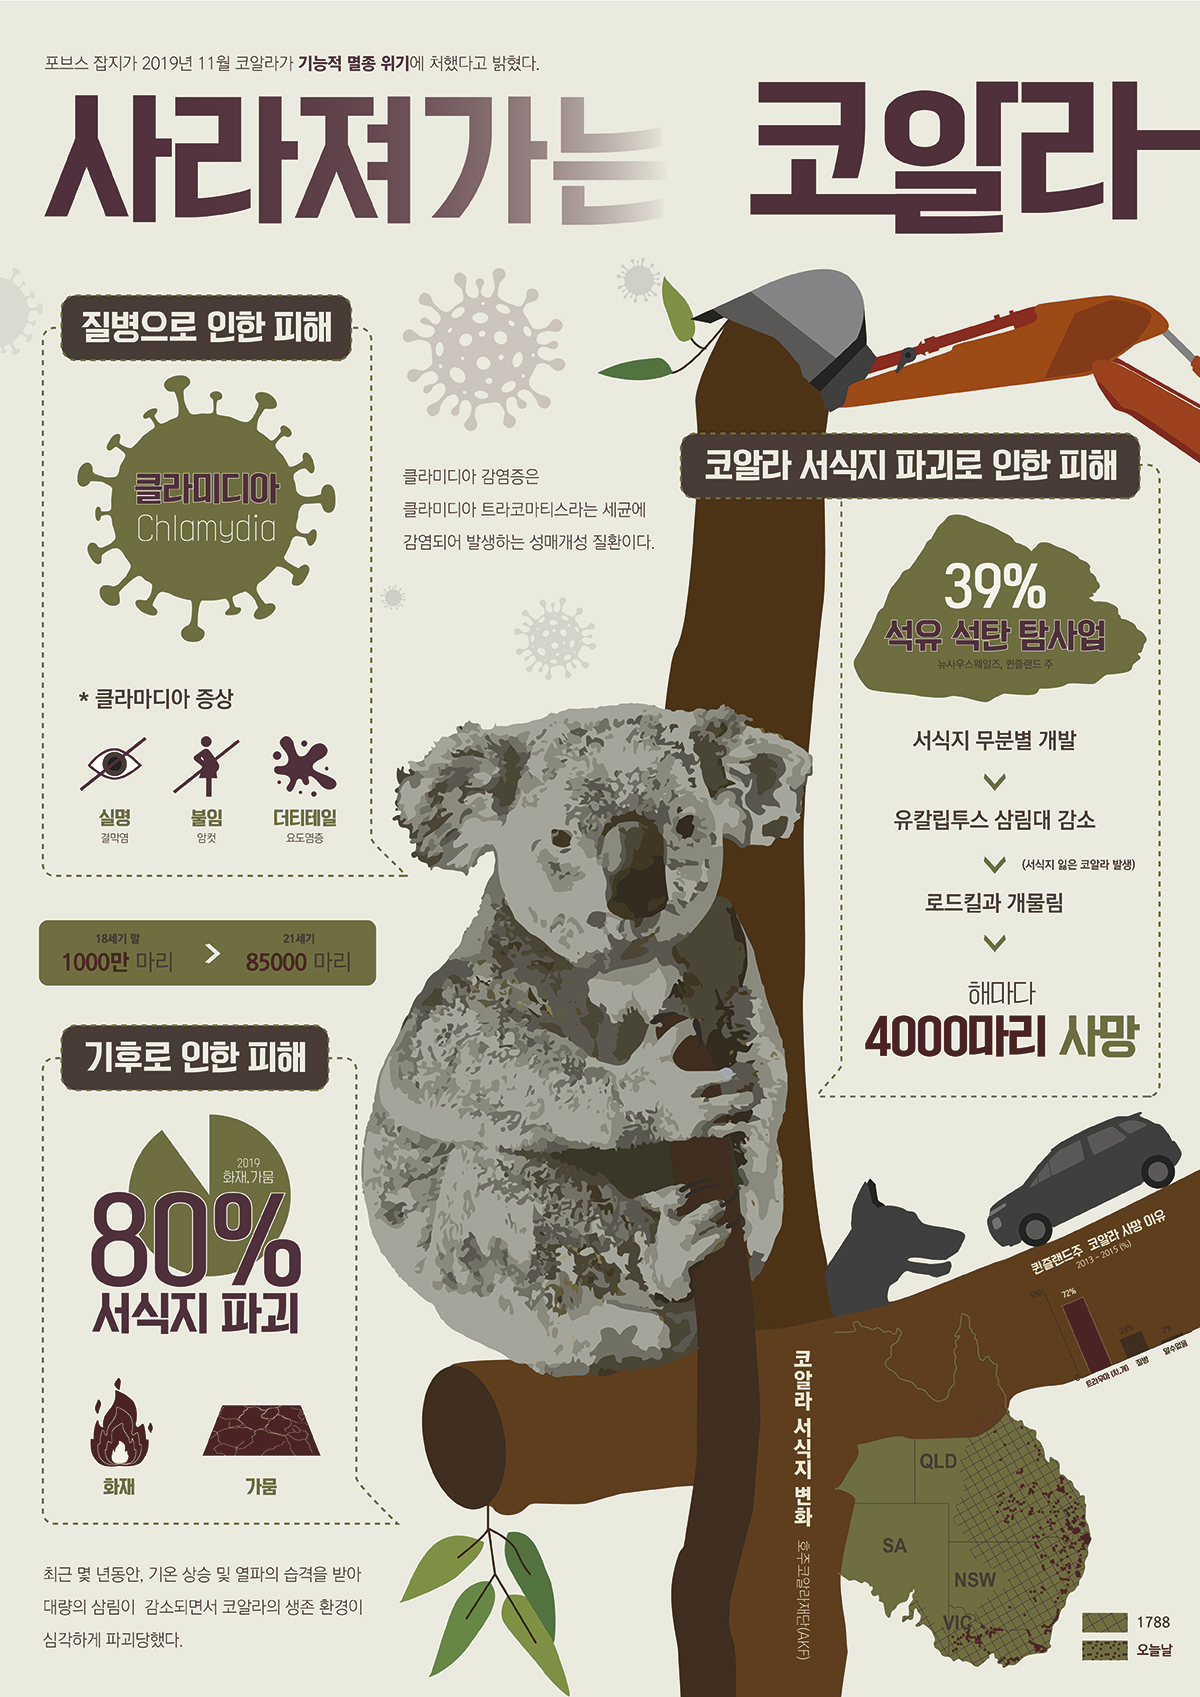 포브스 잡지가 2019년 11월 코알라가 기능적 멸종 위기에 처했다고 밝혔다.
사라져가는 코알라
질병으로 인한 피해
클라미디아
Chlamydia
클라미디아 감염증은
클라미디아 트라코마티스라는 세균에
감염되어 발생하는 성매개성 질환이다.
* 클라마디아 증상
실명
결막염
불임
암컷
더티테일
요도염증
18세기 말
1000만 마리
>
21세기
85000 마리
기후로 인한 피해
2019
화재,가뭄
80%
서식지 파괴
화재
가뭄
최근 몇 년동안, 기온 상승 및 열파의 습격을 받아
대량의 삼림이 감소되면서 코알라의 생존 환경이
심각하게 파괴당했다.
코알라 서식지 파괴로 인한 피해
39%
석유 석탄 탐사업
뉴사우스웨일즈, 퀸즐랜드 주
서식지 무분별 개발
유칼립투스 삼림대 감소
(서식지 잃은 코알라 발생)
로드킬과 개물림
해마다
4000마리 사망
퀸즐랜드주 코알라 사망 이유
2013 ~ 2015 (%)
100
72%
26%
2%
0
트라우마 (차,개)
질병
알수없음
코알라 서식지 변화
호주코알라재단(AKF)
QLD
SA
NSW
VIC
1788
오늘날